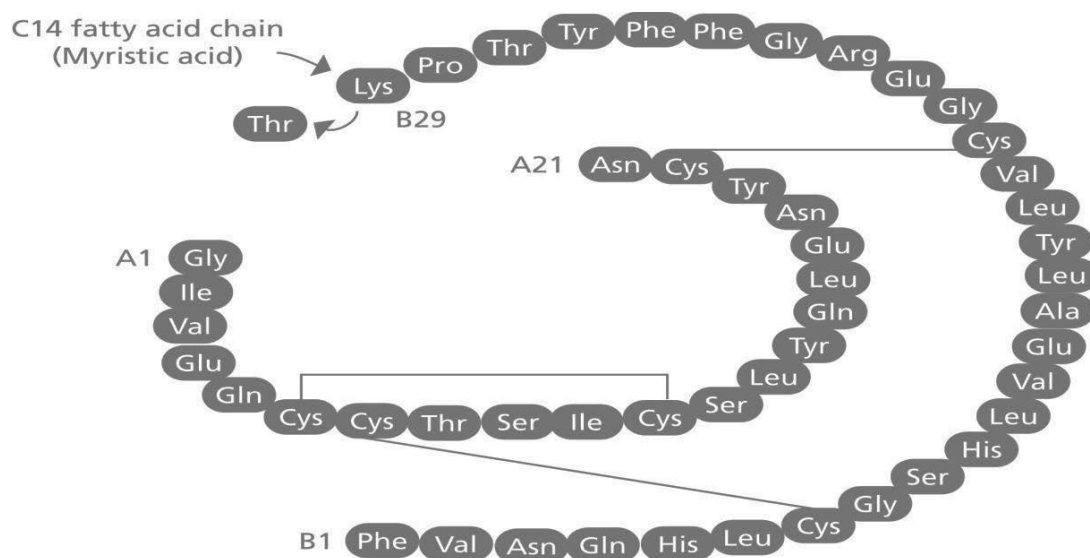 C14 fatty acid chain
(Myristic acid)
Lys Pro Thr Tyr Phe Phe Gly Arg Glu Gly Cys Val Leu Tyr Leu Ala Glu Val Leu His Ser Gly Cys Leu His Gln Asn Val Phe B1
B29
Thr
A21 Asn Cys Tyr Asn Glu Leu Gln Tyr Leu Ser Cys Ile Ser Thr Cys Cys Gln Glu Val Ile Gly A1